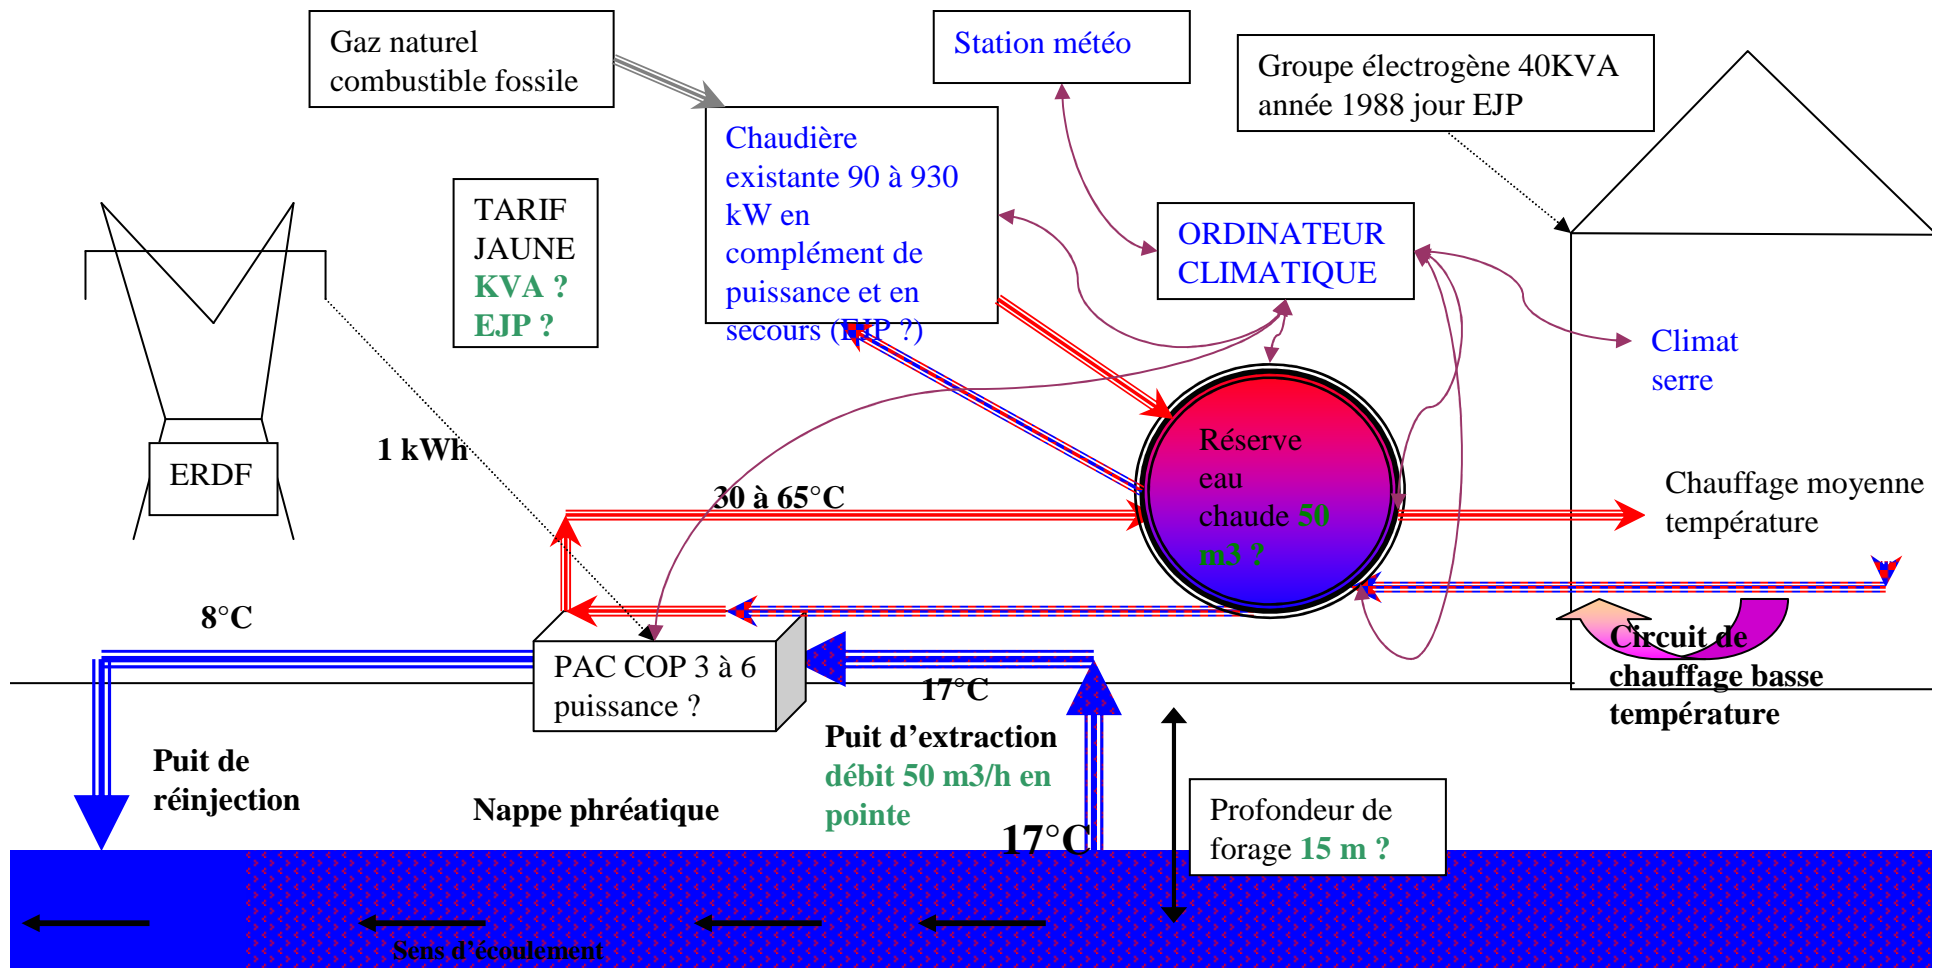 Gaz naturel
combustible fossile
Station météo
Groupe électrogène 40KVA
année 1988 jour EJP
Chaudière
existante 90 à 930
kW en
complément de
puissance et en
secours (EJP ?)
TARIF
JAUNE
KVA ?
EJP ?
ORDINATEUR
CLIMATIQUE
Climat
serre
ERDF
1 kWh
30 à 65°C
Réserve
eau
chaude 50
m3 ?
Chauffage moyenne
température
8°C
PAC COP 3 à 6
puissance ?
17°C
Circuit de
chauffage basse
température
Puit de
réinjection
Nappe phréatique
Puit d’extraction
débit 50 m3/h en
pointe
17°C
Profondeur de
forage 15 m ?
Sens d’écoulement